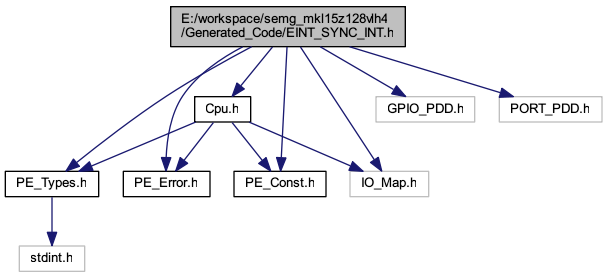 E:/workspace/semg_mkl15z128vlh4
/Generated_Code/EINT_SYNC_INT.h
Cpu.h
GPIO_PDD.h
PORT_PDD.h
PE_Types.h
PE_Error.h
PE_Const.h
IO_Map.h
stdint.h